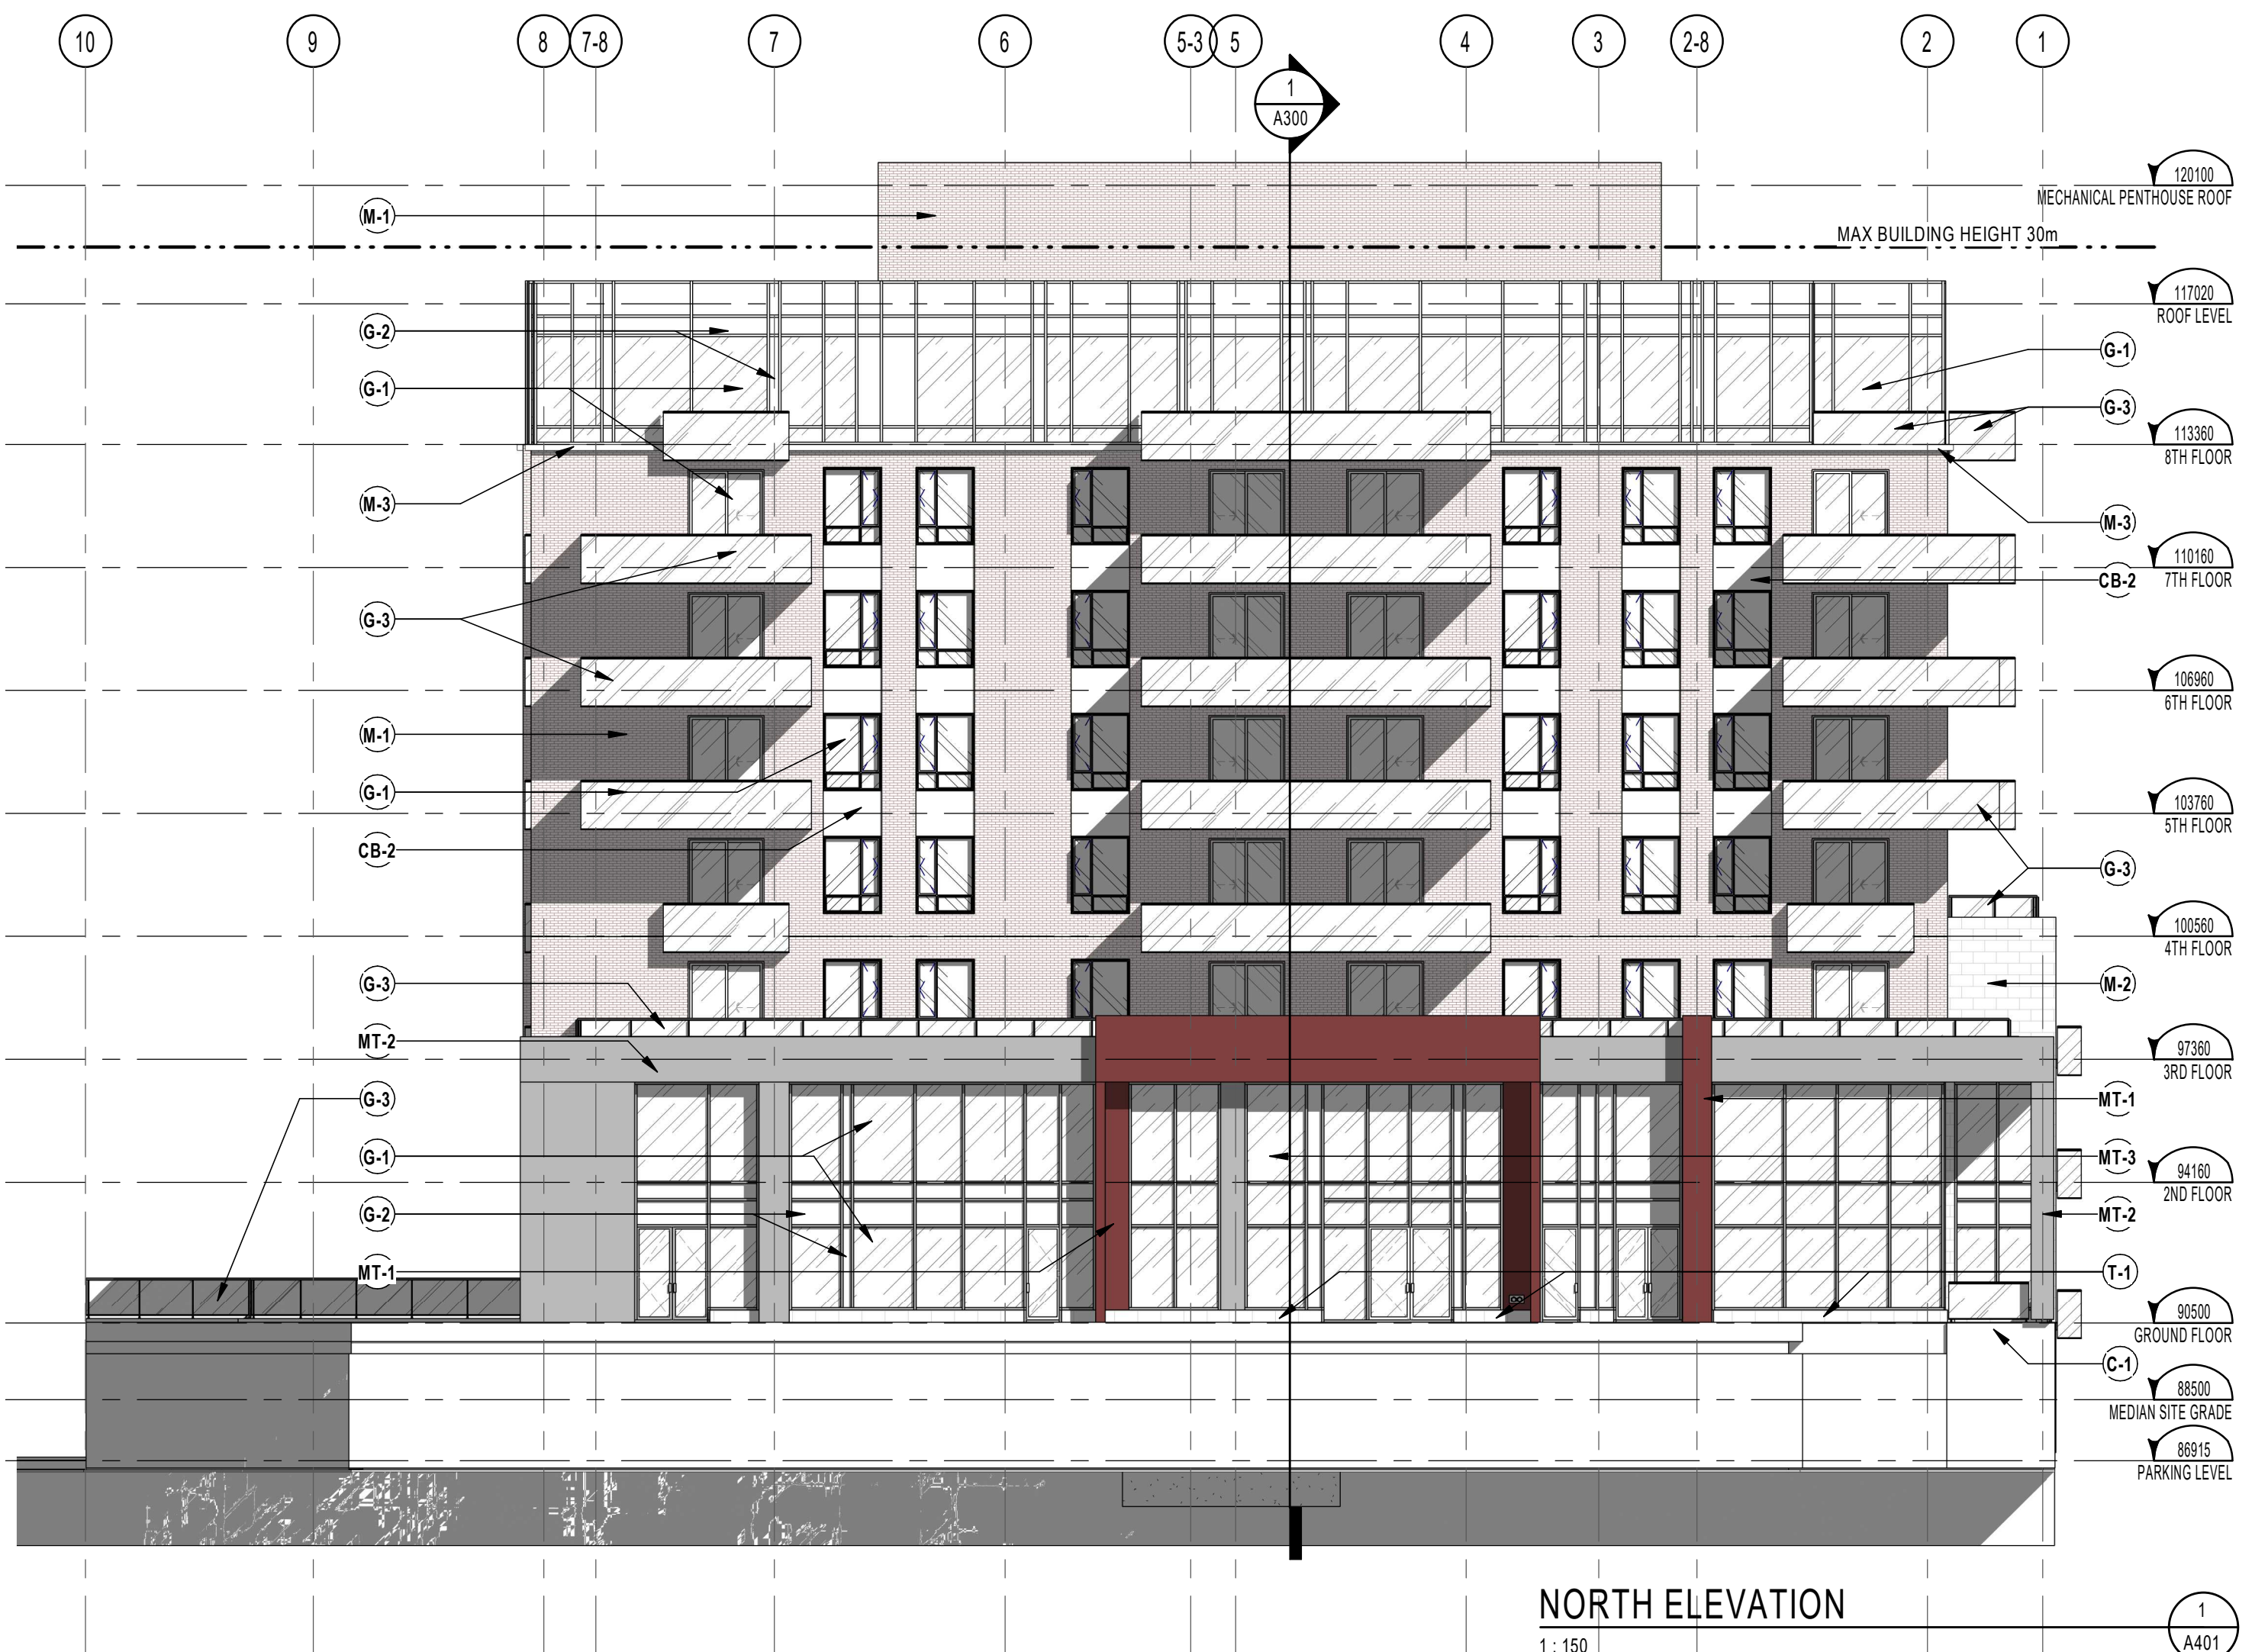 10 9 8 7-8 7 6 5-3 5 4 3 2-8 2 1
1
A300
120100
MECHANICAL PENTHOUSE ROOF
M-1
MAX BUILDING HEIGHT 30m
117020
ROOF LEVEL
G-2
G-1
G-1
G-3
113360
8TH FLOOR
M-3
M-3
110160
7TH FLOOR
CB-2
G-3
106960
6TH FLOOR
M-1
G-1
103760
5TH FLOOR
CB-2
G-3
100560
4TH FLOOR
G-3
M-2
MT-2
97360
3RD FLOOR
G-3
MT-1
G-1
MT-3
94160
2ND FLOOR
G-2
MT-2
MT-1
T-1
90500
GROUND FLOOR
C-1
88500
MEDIAN SITE GRADE
86915
PARKING LEVEL
NORTH ELEVATION
1 : 150
1
A401